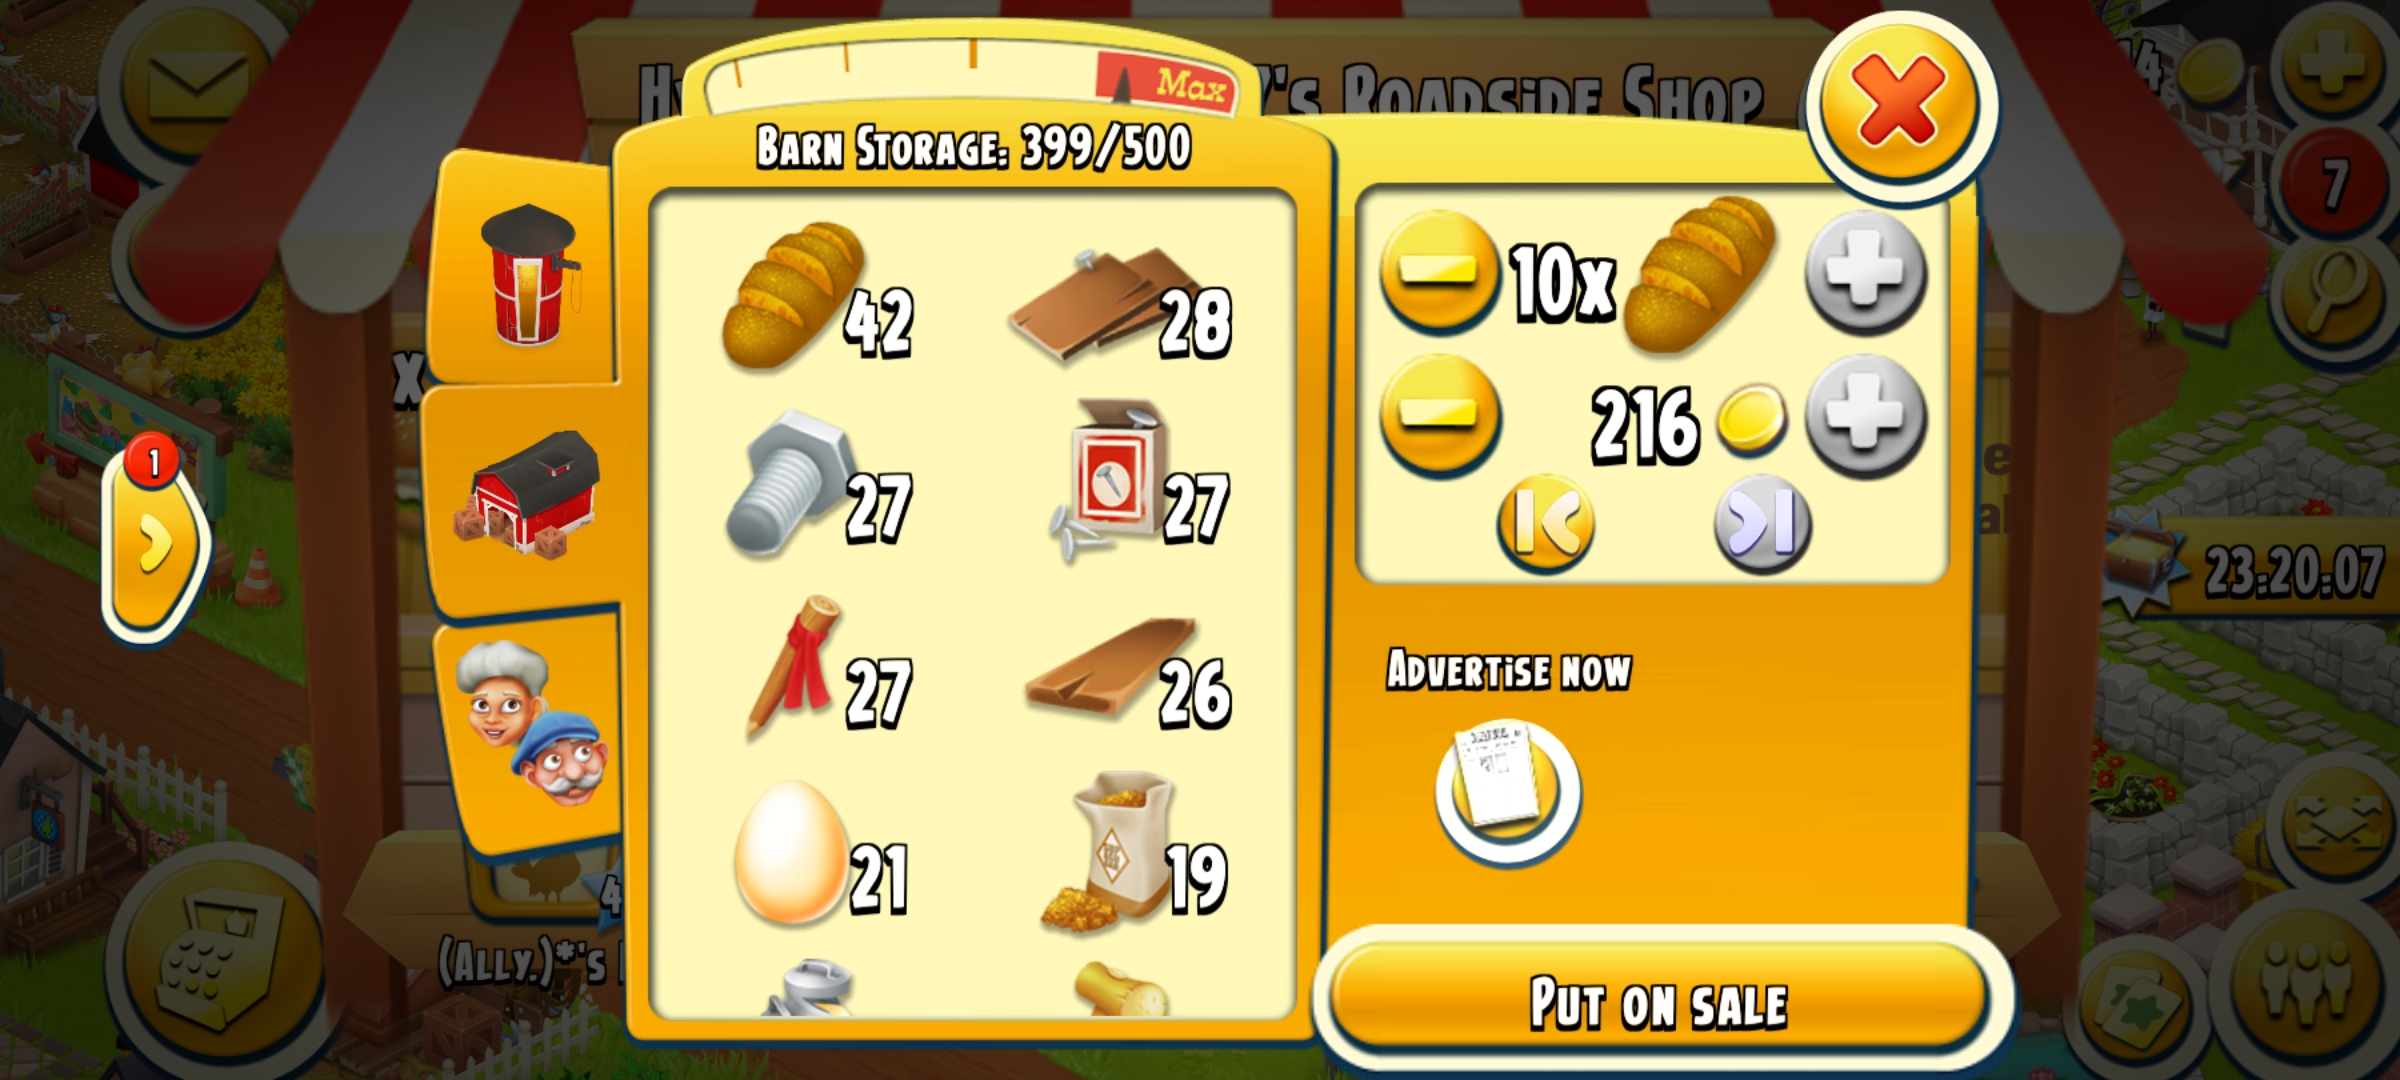 'S ROADSIDE SHOP
Max
BARN STORAGE: 399/500
42
28
27
27
27
26
21
19
10x
216
ADVERTISE NOW
PUT ON SALE
1
7
23:20:07
(ALLY.)*'S
X
4